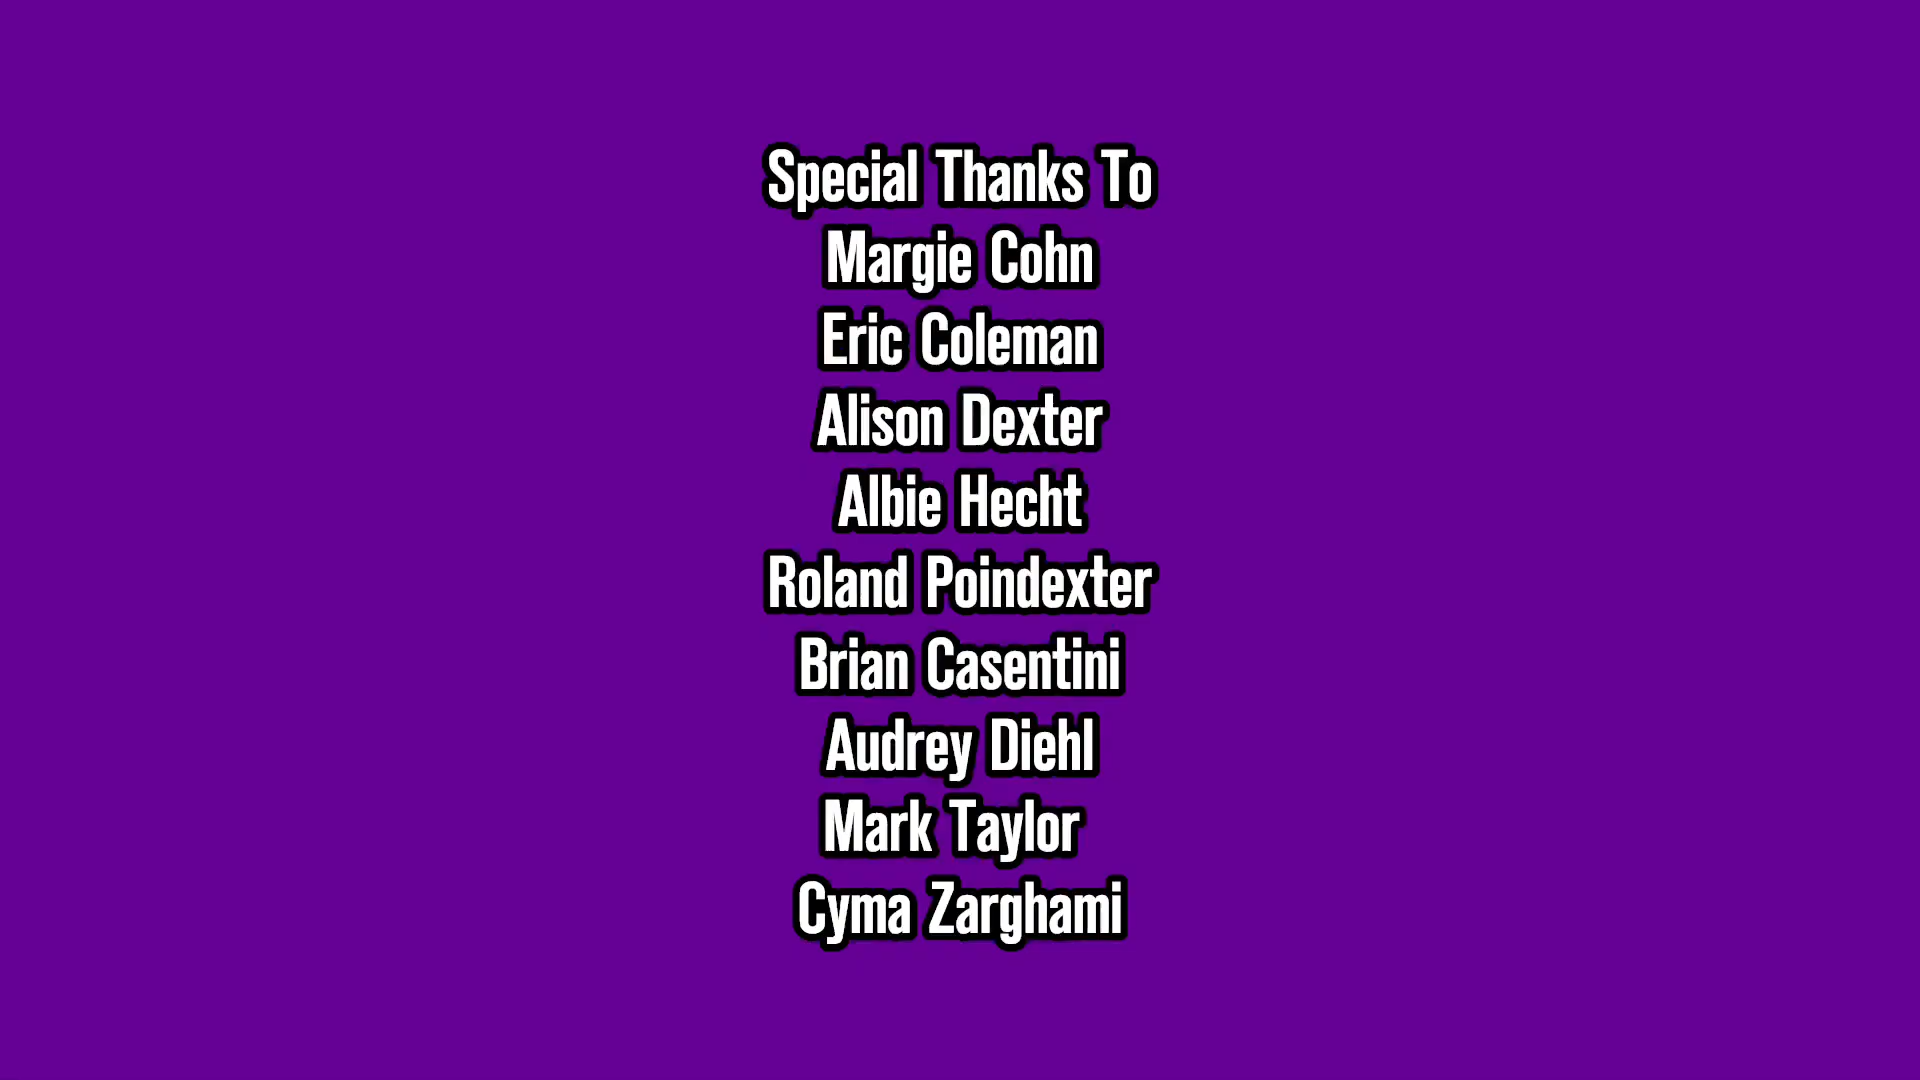 Special Thanks To
Margie Cohn
Eric Coleman
Alison Dexter
Albie Hecht
Roland Poindexter
Brian Casentini
Audrey Diehl
Mark Taylor
Cyma Zarghami